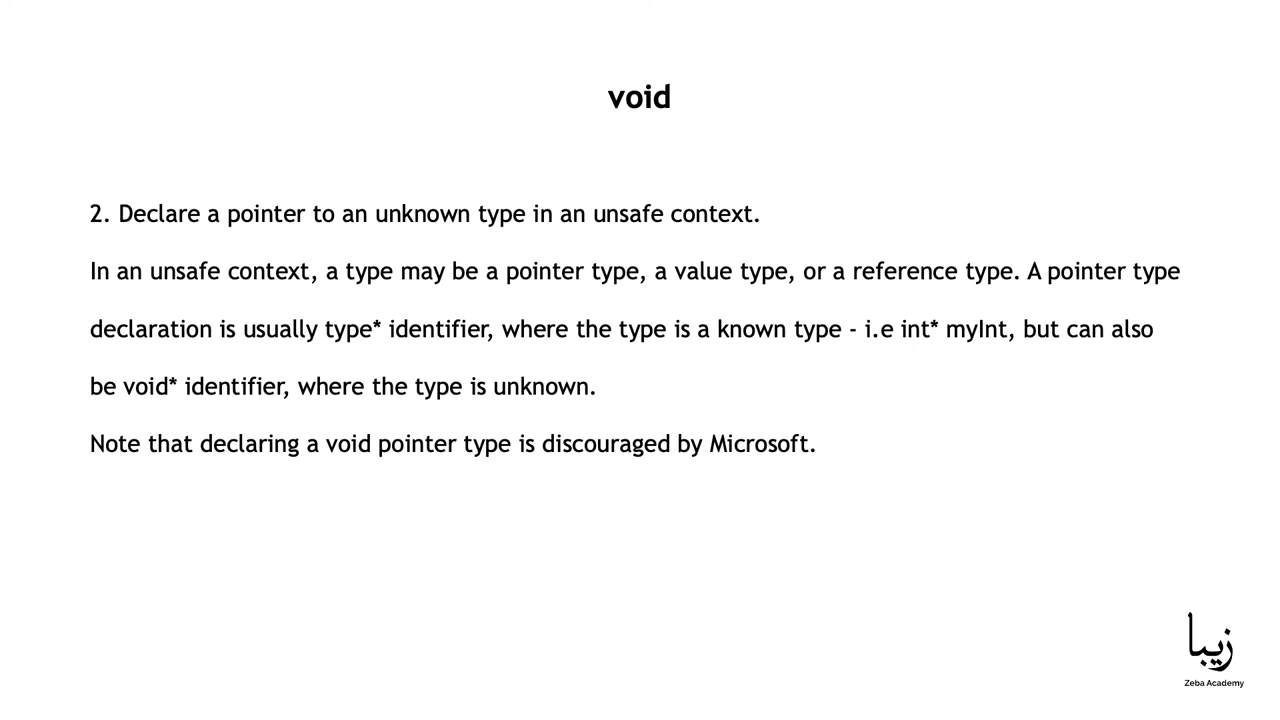 void
2. Declare a pointer to an unknown type in an unsafe context.
In an unsafe context, a type may be a pointer type, a value type, or a reference type. A pointer type
declaration is usually type* identifier, where the type is a known type - i.e int* myInt, but can also
be void* identifier, where the type is unknown.
Note that declaring a void pointer type is discouraged by Microsoft.
زیبا
Zeba Academy